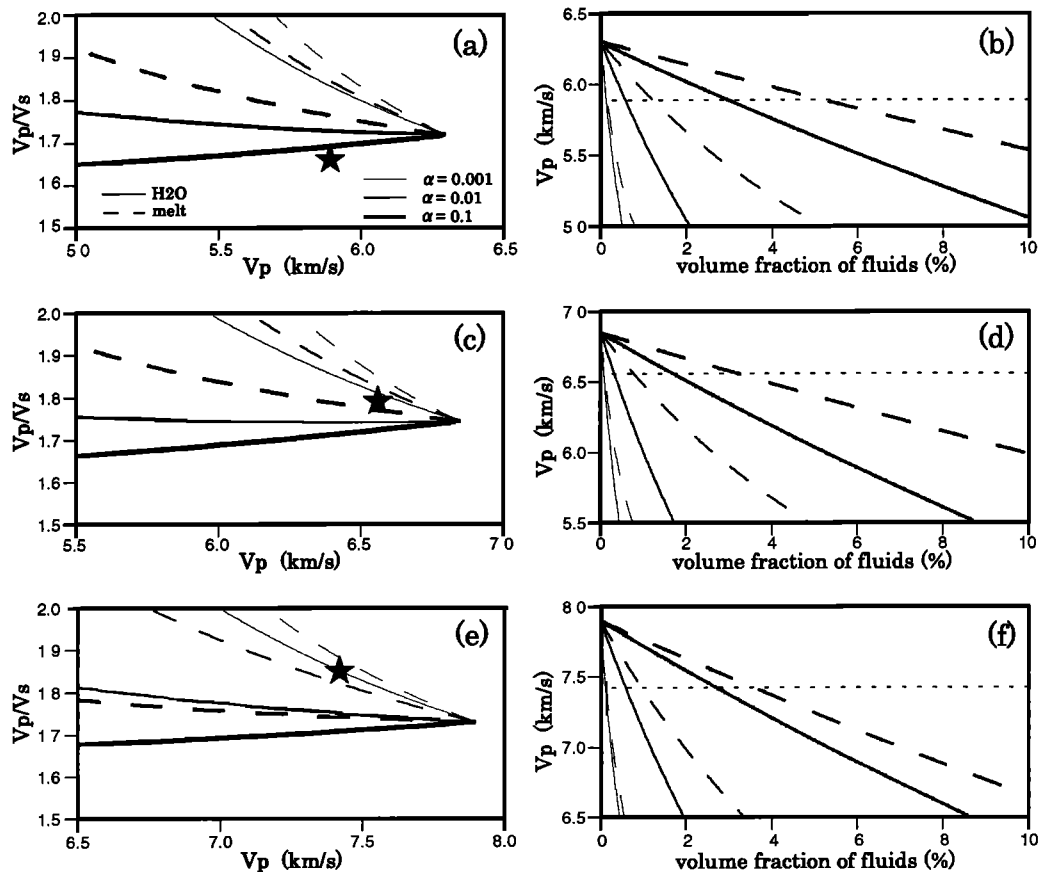 2.0
1.9
1.8
1.7
1.6
1.5
Vp/Vs
(a)
H2O
melt
α = 0.001
α = 0.01
α = 0.1
5.0
5.5
6.0
6.5
Vp (km/s)
6.5
6.0
5.5
5 0
Vp (km/s)
(b)
0
2
4
6
8
10
volume fraction of fluids (%)
2.0
1.9
1.8
1.7
1.6
1.5
Vp/Vs
(c)
5.5
6.0
6.5
7 0
Vp (km/s)
7 0
6.5
6.0
5.5
Vp (km/s)
(d)
0
2
4
6
8
10
volume fraction of fluids (%)
2.0
1.9
1.8
1.7
1.6
1.5
Vp/Vs
(e)
6.5
7.0
7.5
8.0
Vp (km/s)
8 0
7.5
7.0
6.5
Vp (km/s)
(f)
0
2
4
6
8
10
volume fraction of fluids (%)